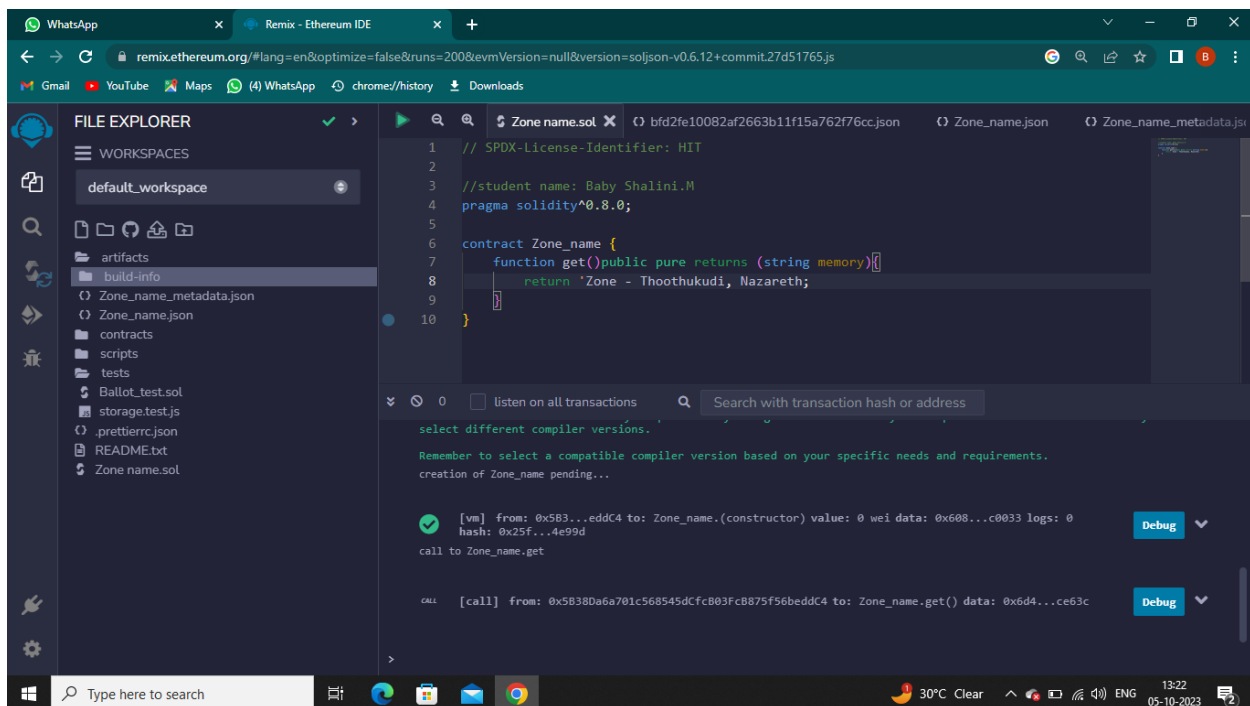 WhatsApp
Remix - Ethereum IDE
remix.ethereum.org/#lang=en&optimize=false&runs=200&evmVersion=null&version=soljson-v0.6.12+commit.27d51765.js
B
Gmail YouTube Maps (4) WhatsApp chrome://history Downloads
FILE EXPLORER
WORKSPACES
default_workspace
artifacts
build-info
Zone_name_metadata.json
Zone_name.json
contracts
scripts
tests
Ballot_test.sol
storage.test.js
.prettierrc.json
README.txt
Zone name.sol
Zone name.sol bfd2fe10082af2663b11f15a762f76cc.json Zone_name.json Zone_name_metadata.js
1 // SPDX-License-Identifier: HIT
2
3 //student name: Baby Shalini.M
4 pragma solidity^0.8.0;
5
6 contract Zone_name {
7 function get()public pure returns (string memory){
8 return 'Zone - Thoothukudi, Nazareth;
9 }
10 }
0 listen on all transactions Search with transaction hash or address
select different compiler versions.
Remember to select a compatible compiler version based on your specific needs and requirements.
creation of Zone_name pending...
[vm] from: 0x5B3...eddC4 to: Zone_name.(constructor) value: 0 wei data: 0x608...c0033 logs: 0
hash: 0x25f...4e99d
Debug
call to Zone_name.get
CALL [call] from: 0x5B38Da6a701c568545dCfcB03FcB875f56beddC4 to: Zone_name.get() data: 0x6d4...ce63c
Debug
>
Type here to search
30°C Clear
ENG
13:22
05-10-2023
2